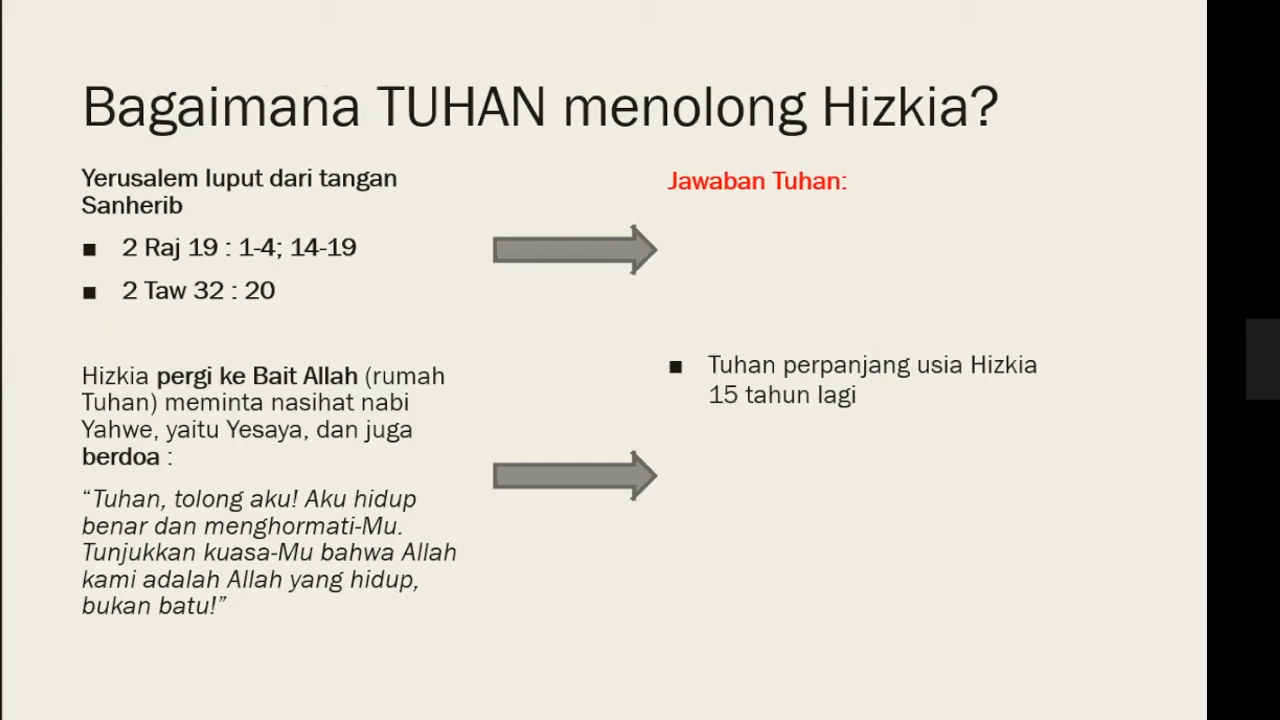 Bagaimana TUHAN menolong Hizkia?
Yerusalem luput dari tangan
Sanherib
■ 2 Raj 19 : 1-4; 14-19
■ 2 Taw 32 : 20
Hizkia pergi ke Bait Allah (rumah
Tuhan) meminta nasihat nabi
Yahwe, yaitu Yesaya, dan juga
berdoa :
“Tuhan, tolong aku! Aku hidup
benar dan menghormati-Mu.
Tunjukkan kuasa-Mu bahwa Allah
kami adalah Allah yang hidup,
bukan batu!”
Jawaban Tuhan:
■ Tuhan perpanjang usia Hizkia
15 tahun lagi